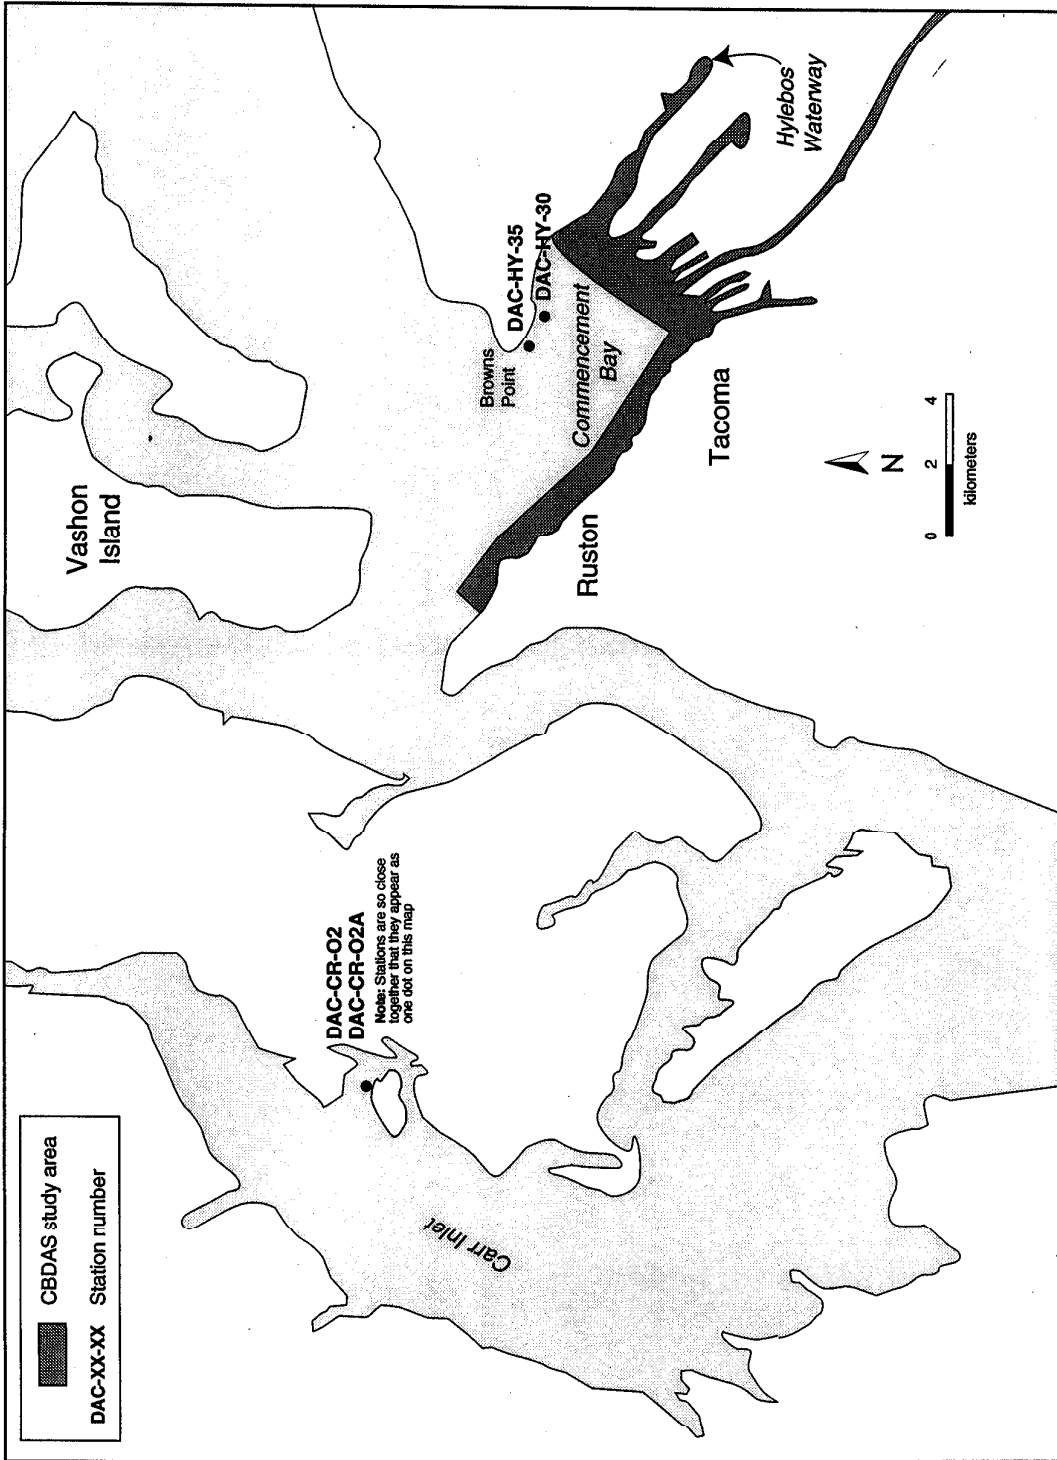 CBDAS study area
DAC-XX-XX Station number
Carr Inlet
DAC-CR-O2
DAC-CR-O2A
Note: Stations are so close
together that they appear as
one dot on this map
Vashon
Island
Browns
Point
DAC-HY-35
DAC-HY-30
Commencement
Bay
Hylebos
Waterway
Ruston
Tacoma
N
0 2 4
kilometers